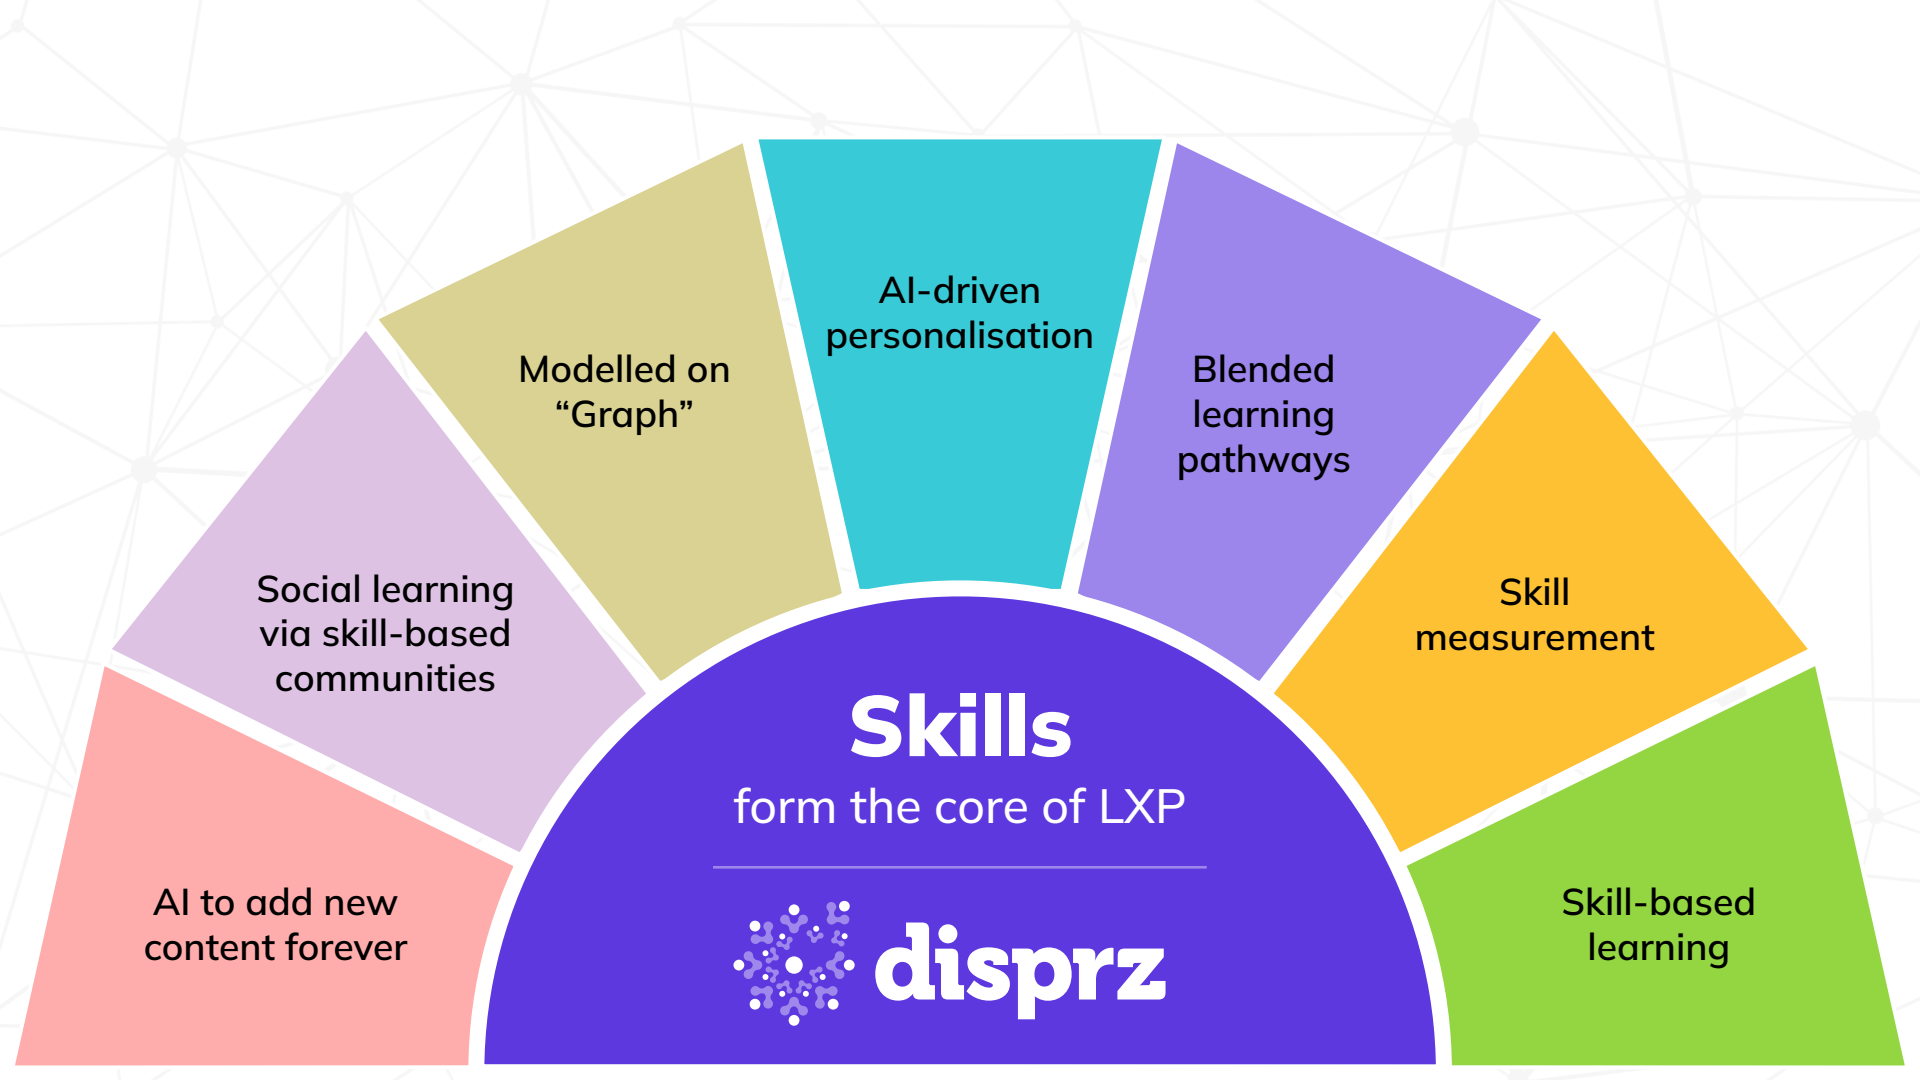 AI-driven
personalisation
Modelled on
“Graph”
Blended
learning
pathways
Social learning
via skill-based
communities
Skill
measurement
AI to add new
content forever
Skill-based
learning
Skills
form the core of LXP
disprz